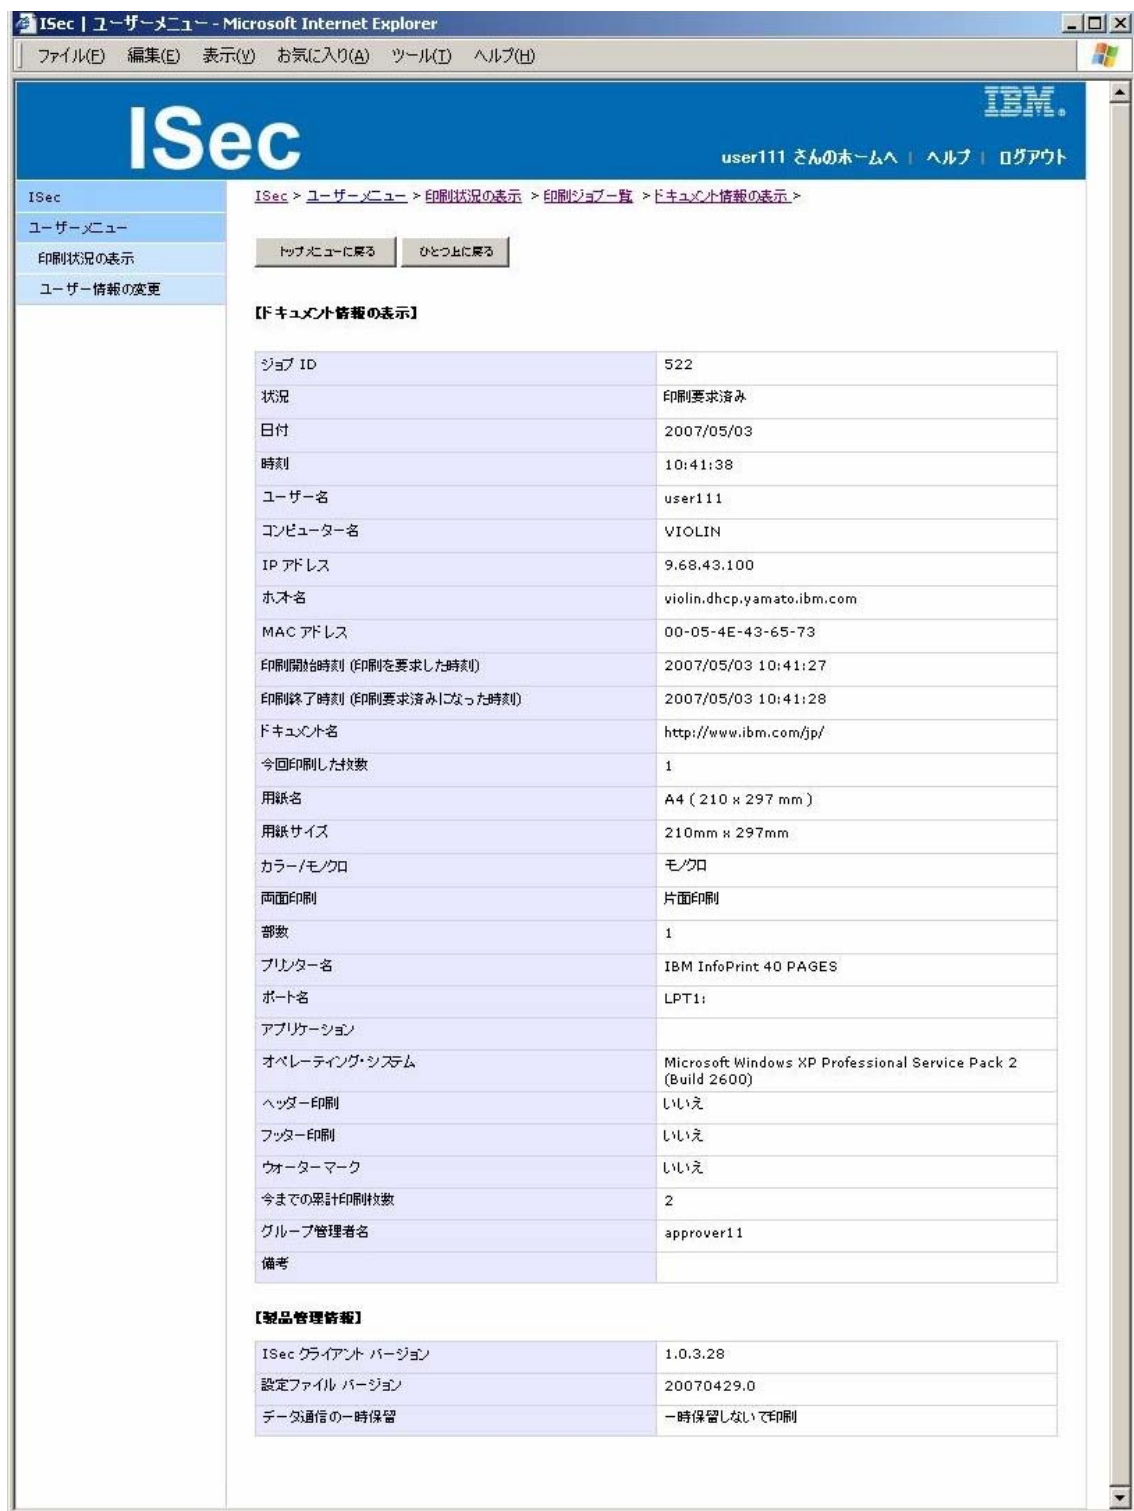 ISec | ユーザーメニュー - Microsoft Internet Explorer
ファイル(F) 編集(E) 表示(V) お気に入り(A) ツール(T) ヘルプ(H)
IBM.
ISec
user111 さんのホームへ | ヘルプ | ログアウト
ISec
ユーザーメニュー
印刷状況の表示
ユーザー情報の変更
ISec > ユーザーメニュー > 印刷状況の表示 > 印刷ジョブ一覧 > ドキュメント情報の表示 >
トップメニューに戻る ひとつ上に戻る
【ドキュメント情報の表示】
ジョブ ID 522
状況 印刷要求済み
日付 2007/05/03
時刻 10:41:38
ユーザー名 user111
コンピューター名 VIOLIN
IP アドレス 9.68.43.100
ホスト名 violin.dhcp.yamato.ibm.com
MAC アドレス 00-05-4E-43-65-73
印刷開始時刻 (印刷を要求した時刻) 2007/05/03 10:41:27
印刷終了時刻 (印刷要求済みになった時刻) 2007/05/03 10:41:28
ドキュメント名 http://www.ibm.com/jp/
今回印刷した枚数 1
用紙名 A4 ( 210 x 297 mm )
用紙サイズ 210mm x 297mm
カラー/モノクロ モノクロ
両面印刷 片面印刷
部数 1
プリンター名 IBM InfoPrint 40 PAGES
ポート名 LPT1:
アプリケーション
オペレーティング・システム Microsoft Windows XP Professional Service Pack 2
(Build 2600)
ヘッダー印刷 いいえ
フッター印刷 いいえ
ウォーターマーク いいえ
今までの累計印刷枚数 2
グループ管理者名 approver11
備考
【製品管理情報】
ISec クライアント バージョン 1.0.3.28
設定ファイル バージョン 20070429.0
データ通信の一時保留 一時保留しないで印刷